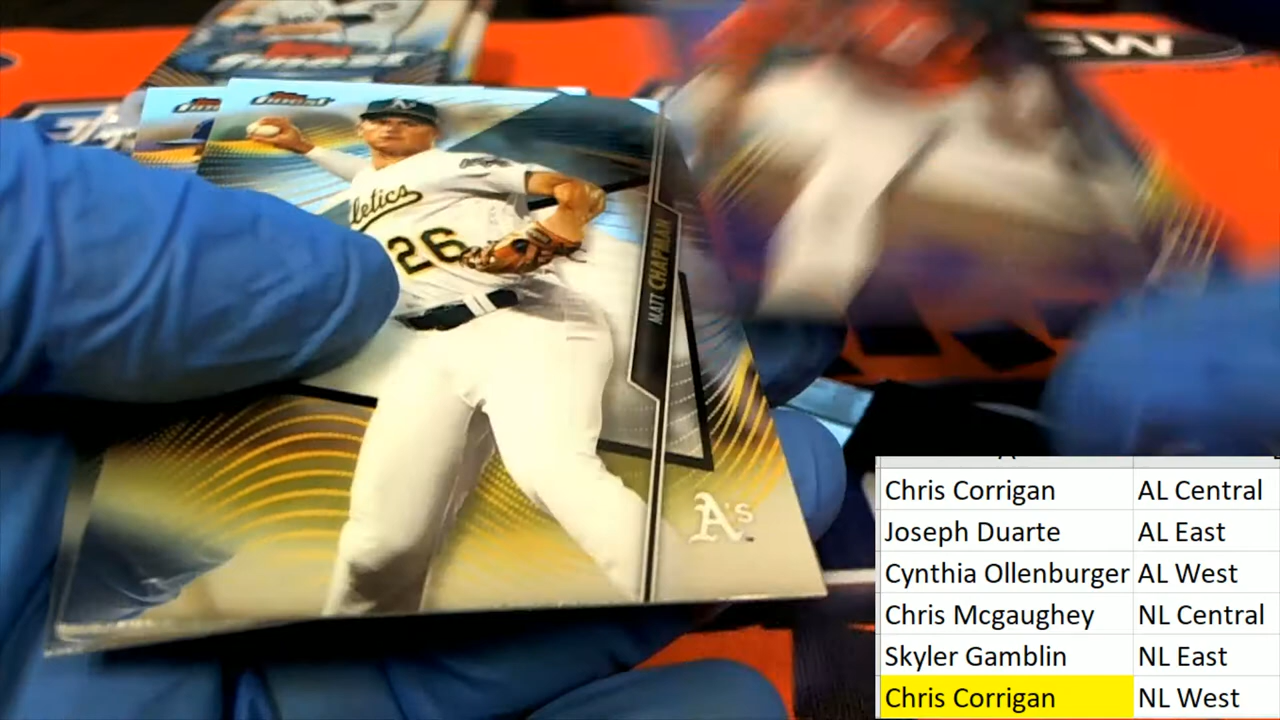 Finest
Finest
letics
26
MATT CHAPMAN
A's
Chris Corrigan AL Central
Joseph Duarte AL East
Cynthia Ollenburger AL West
Chris Mcgaughey NL Central
Skyler Gamblin NL East
Chris Corrigan NL West